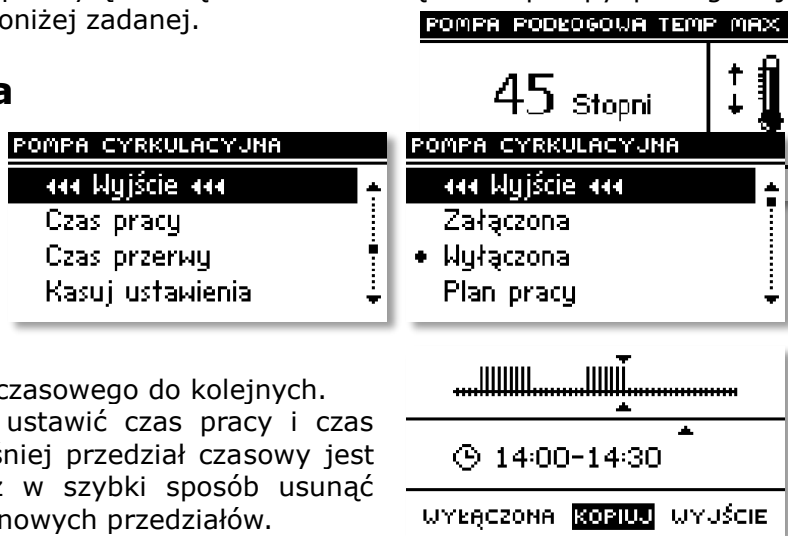 oniżej zadanej.
POMPA PODŁOGOWA TEMP MAX
45 Stopni
a
POMPA CYRKULACYJNA
Wyjście
Czas pracy
Czas przerwy
Kasuj ustawienia
POMPA CYRKULACYJNA
Wyjście
Załączona
Wyłączona
Plan pracy
czasowego do kolejnych.
ustawić czas pracy i czas
śniej przedział czasowy jest
ż w szybki sposób usunąć
nowych przedziałów.
14:00-14:30
WYŁĄCZONA KOPIUJ WYJŚCIE